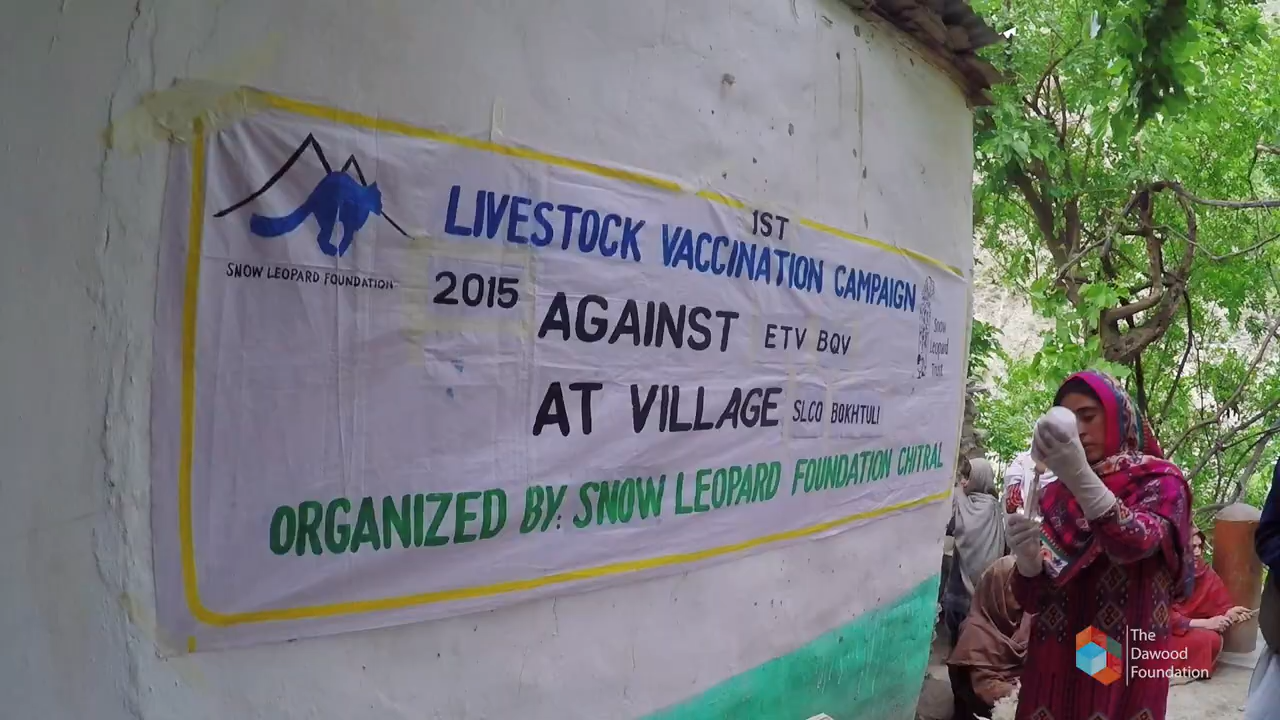 SNOW LEOPARD FOUNDATION
1ST
LIVESTOCK VACCINATION CAMPAIGN
2015 AGAINST ETV BQV
AT VILLAGE SLCO BOKHTULI
ORGANIZED BY: SNOW LEOPARD FOUNDATION CHITRAL
Snow
Leopard
Trust
The
Dawood
Foundation